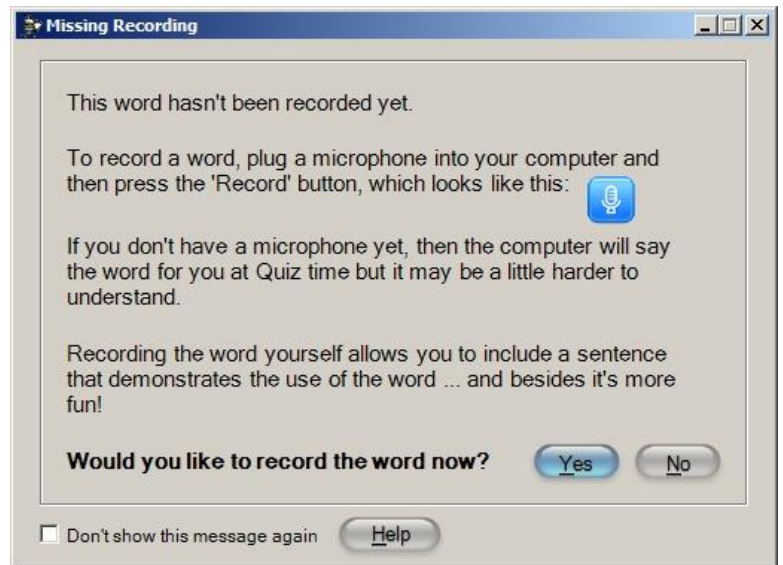 Missing Recording
This word hasn't been recorded yet.
To record a word, plug a microphone into your computer and
then press the 'Record' button, which looks like this:
If you don't have a microphone yet, then the computer will say
the word for you at Quiz time but it may be a little harder to
understand.
Recording the word yourself allows you to include a sentence
that demonstrates the use of the word ... and besides it's more
fun!
Would you like to record the word now? Yes No
Don't show this message again Help